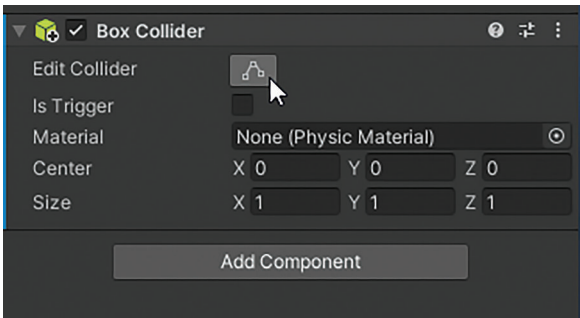 Box Collider
Edit Collider
Is Trigger
Material None (Physic Material)
Center X 0 Y 0 Z 0
Size X 1 Y 1 Z 1
Add Component